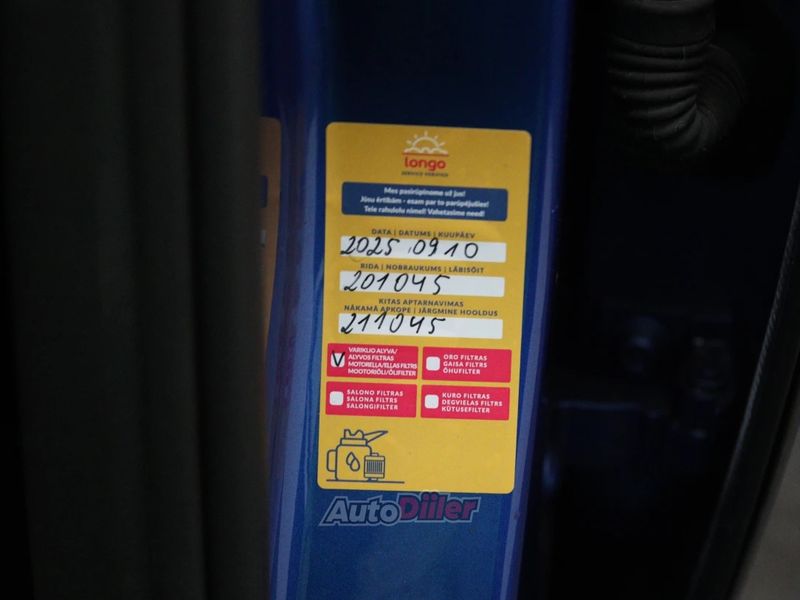 longo
Mes pasirūpinome už jus!
Jūsu ērtībām - esam par to parūpējušies!
Teie rahulolu nimel! Vahetasime need!
DATA | DATUMS | KUUPÄEV
2025.09.10
RIDA | NOBRAUKUMS | LÄBISÕIT
201045
KITAS APTARNAVIMAS
NĀKAMĀ APKOPE | JÄRGMINE HOOLDUS
211045
VARIKLIO ALYVA/
ALYVOS FILTRAS
MOTOREĻĻA/EĻĻAS FILTRS
MOOTORIÕLI/ÕLIFILTER
ORO FILTRAS
GAISA FILTRS
ÕHUFILTER
SALONO FILTRAS
SALONA FILTRS
SALONGIFILTER
KURO FILTRAS
DEGVIELAS FILTRS
KÜTUSEFILTER
AutoDiiler